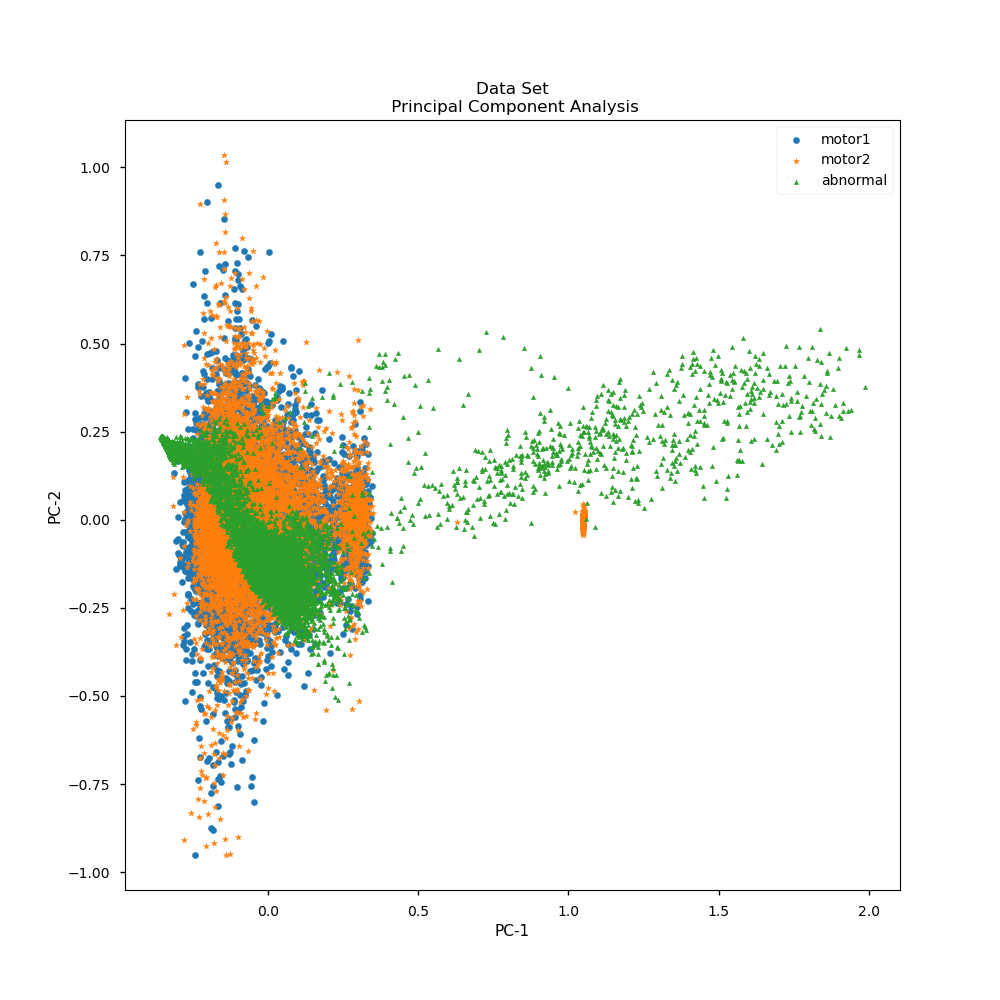 Data Set
Principal Component Analysis
motor1
motor2
abnormal
1.00
0.75
0.50
0.25
0.00
−0.25
−0.50
−0.75
−1.00
PC-2
0.0
0.5
1.0
1.5
2.0
PC-1